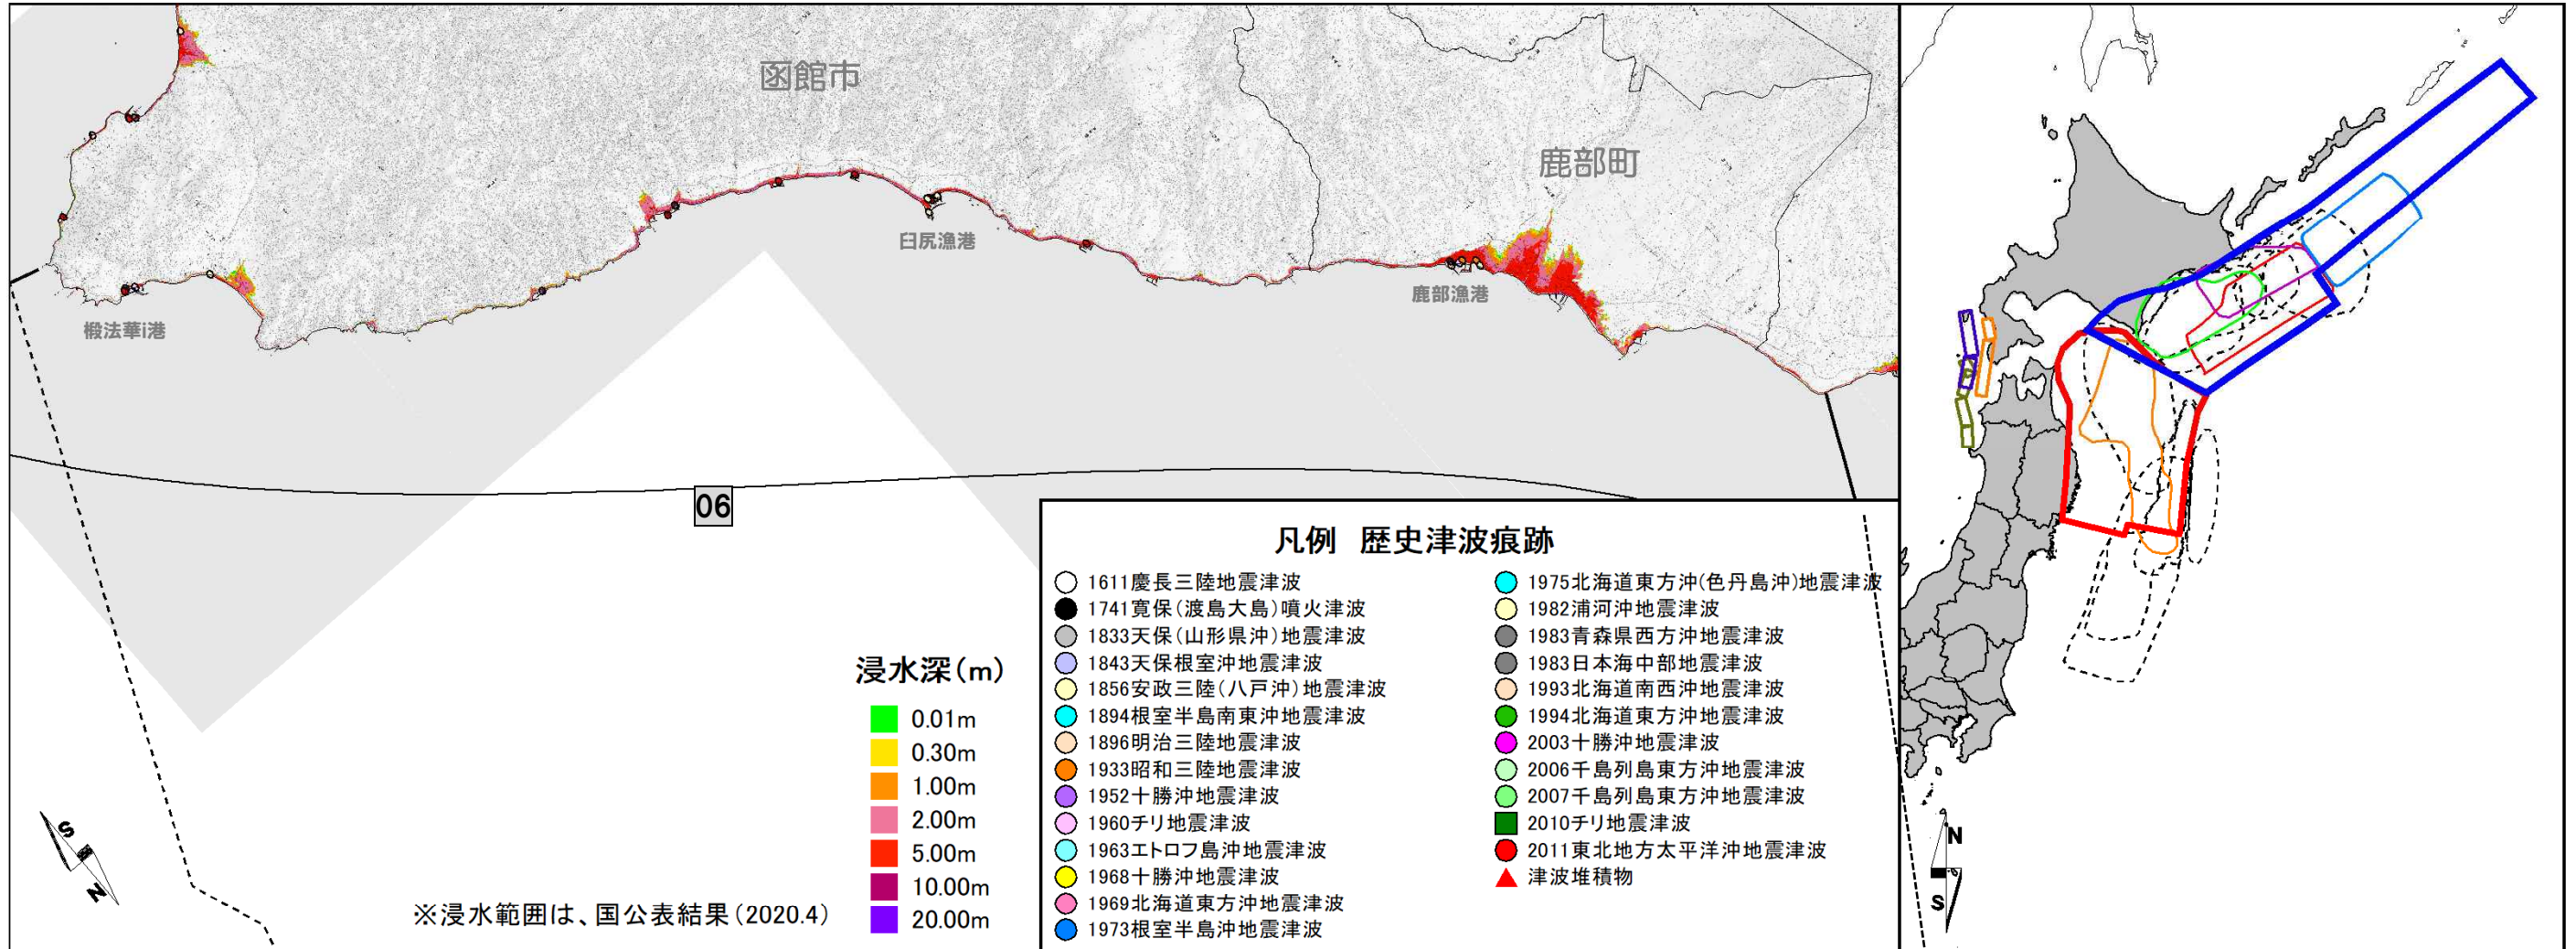 函館市
鹿部町
臼尻漁港
鹿部漁港
椴法華港
06
浸水深(m)
0.01m
0.30m
1.00m
2.00m
5.00m
10.00m
20.00m
※浸水範囲は、国公表結果(2020.4)
S
N
凡例 歴史津波痕跡
1611慶長三陸地震津波
1741寛保(渡島大島)噴火津波
1833天保(山形県沖)地震津波
1843天保根室沖地震津波
1856安政三陸(八戸沖)地震津波
1894根室半島南東沖地震津波
1896明治三陸地震津波
1933昭和三陸地震津波
1952十勝沖地震津波
1960チリ地震津波
1963エトロフ島沖地震津波
1968十勝沖地震津波
1969北海道東方沖地震津波
1973根室半島沖地震津波
1975北海道東方沖(色丹島沖)地震津波
1982浦河沖地震津波
1983青森県西方沖地震津波
1983日本海中部地震津波
1993北海道南西沖地震津波
1994北海道東方沖地震津波
2003十勝沖地震津波
2006千島列島東方沖地震津波
2007千島列島東方沖地震津波
2010チリ地震津波
2011東北地方太平洋沖地震津波
津波堆積物
N
S